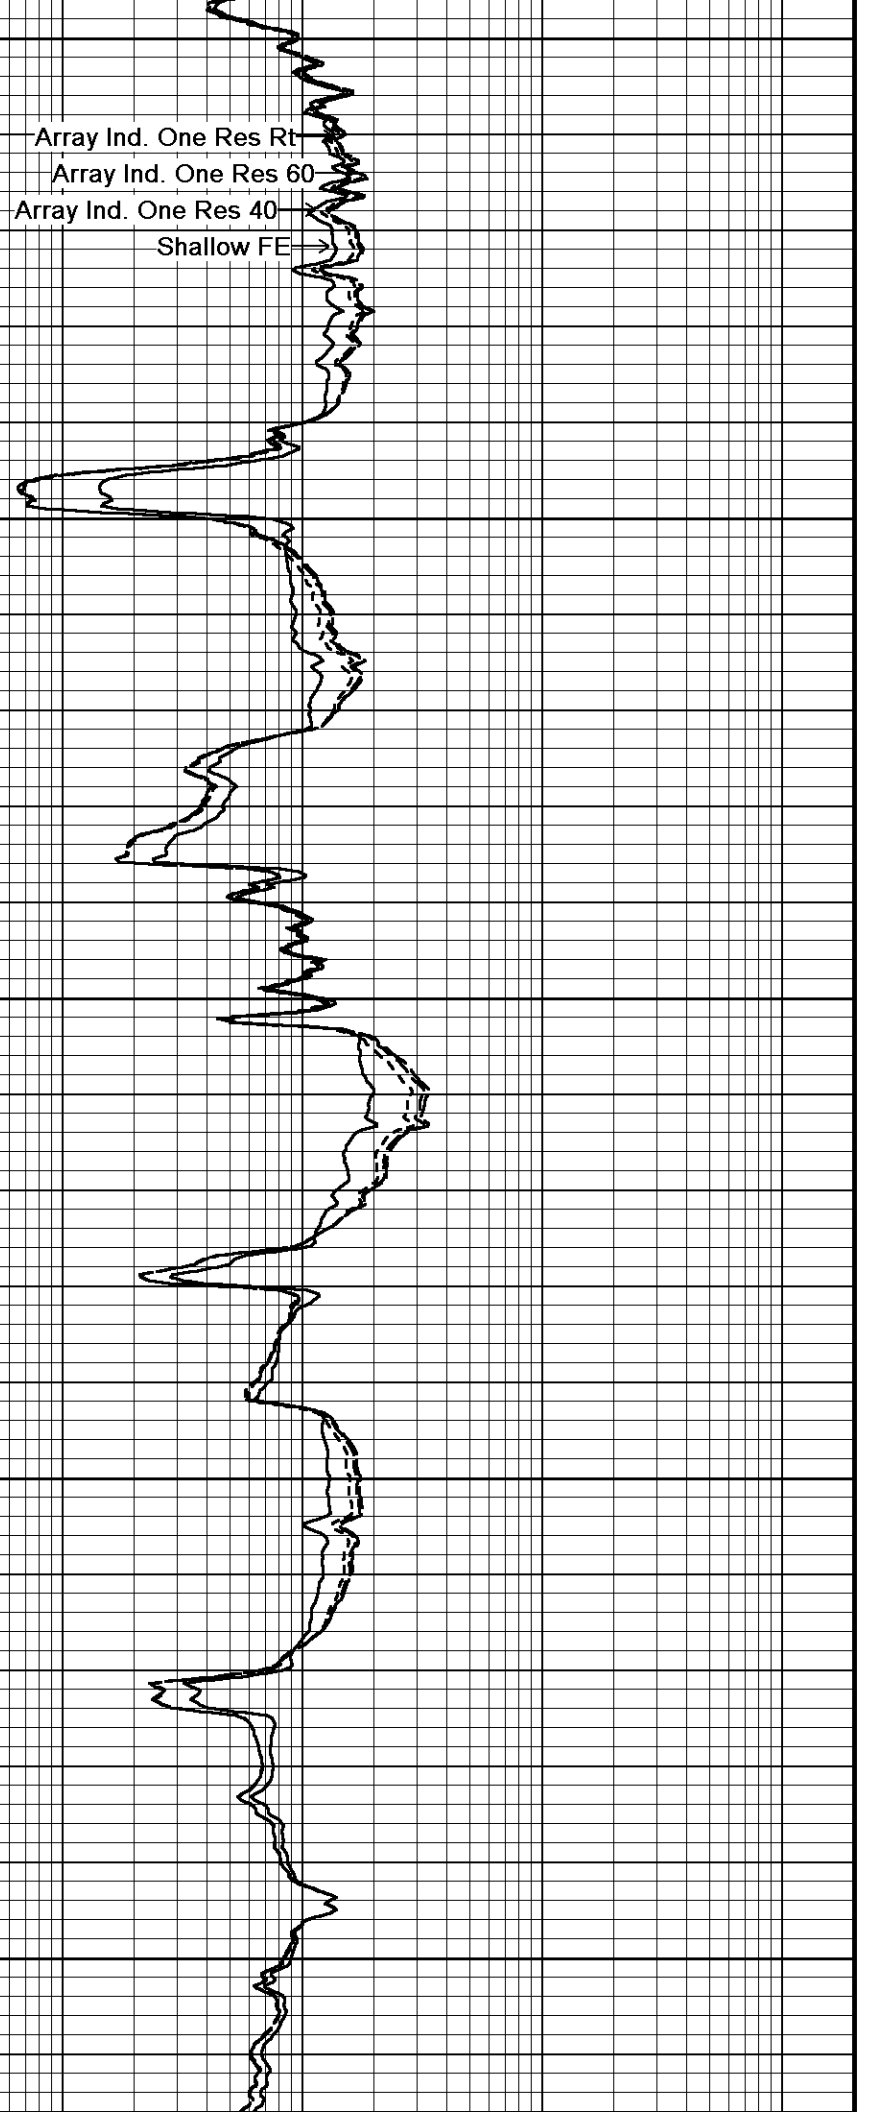 Array Ind. One Res Rt
Array Ind. One Res 60
Array Ind. One Res 40
Shallow FE